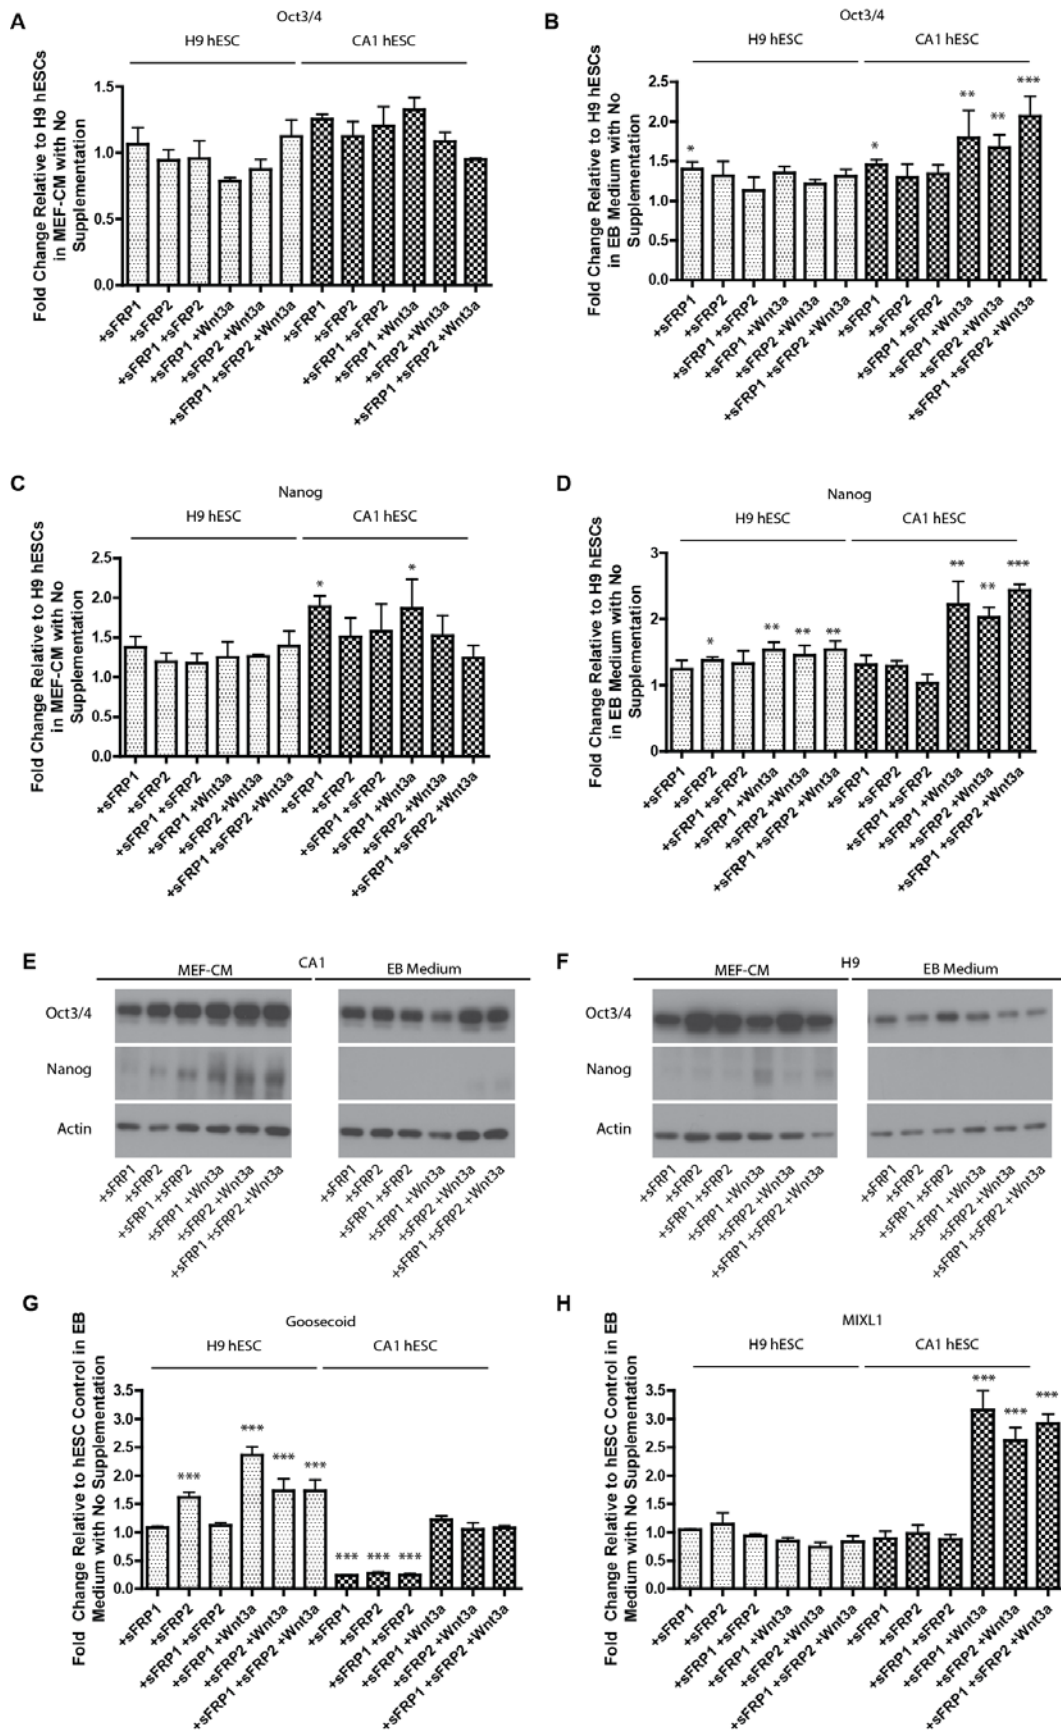 A
Oct3/4
H9 hESC
CA1 hESC
Fold Change Relative to H9 hESCs
in MEF-CM with No
Supplementation
1.5
1.0
0.5
0.0
+sFRP1
+sFRP2
+sFRP1 +sFRP2
+sFRP1 +Wnt3a
+sFRP2 +Wnt3a
+sFRP1 +sFRP2 +Wnt3a
+sFRP1
+sFRP2
+sFRP1 +sFRP2
+sFRP1 +Wnt3a
+sFRP2 +Wnt3a
+sFRP1 +sFRP2 +Wnt3a
B
Oct3/4
H9 hESC
CA1 hESC
Fold Change Relative to H9 hESCs
in EB Medium with No
Supplementation
2.5
2.0
1.5
1.0
0.5
0.0
*
*
**
**
***
+sFRP1
+sFRP2
+sFRP1 +sFRP2
+sFRP1 +Wnt3a
+sFRP2 +Wnt3a
+sFRP1 +sFRP2 +Wnt3a
+sFRP1
+sFRP2
+sFRP1 +sFRP2
+sFRP1 +Wnt3a
+sFRP2 +Wnt3a
+sFRP1 +sFRP2 +Wnt3a
C
Nanog
H9 hESC
CA1 hESC
Fold Change Relative to H9 hESCs
in MEF-CM with No
Supplementation
2.5
2.0
1.5
1.0
0.5
0.0
*
*
+sFRP1
+sFRP2
+sFRP1 +sFRP2
+sFRP1 +Wnt3a
+sFRP2 +Wnt3a
+sFRP1 +sFRP2 +Wnt3a
+sFRP1
+sFRP2
+sFRP1 +sFRP2
+sFRP1 +Wnt3a
+sFRP2 +Wnt3a
+sFRP1 +sFRP2 +Wnt3a
D
Nanog
H9 hESC
CA1 hESC
Fold Change Relative to H9 hESCs
in EB Medium with No
Supplementation
3
2
1
0
*
**
**
**
**
**
***
+sFRP1
+sFRP2
+sFRP1 +sFRP2
+sFRP1 +Wnt3a
+sFRP2 +Wnt3a
+sFRP1 +sFRP2 +Wnt3a
+sFRP1
+sFRP2
+sFRP1 +sFRP2
+sFRP1 +Wnt3a
+sFRP2 +Wnt3a
+sFRP1 +sFRP2 +Wnt3a
E
CA1
MEF-CM
EB Medium
Oct3/4
Nanog
Actin
+sFRP1
+sFRP2
+sFRP1 +sFRP2
+sFRP1 +Wnt3a
+sFRP2 +Wnt3a
+sFRP1 +sFRP2 +Wnt3a
+sFRP1
+sFRP2
+sFRP1 +sFRP2
+sFRP1 +Wnt3a
+sFRP2 +Wnt3a
+sFRP1 +sFRP2 +Wnt3a
F
H9
MEF-CM
EB Medium
Oct3/4
Nanog
Actin
+sFRP1
+sFRP2
+sFRP1 +sFRP2
+sFRP1 +Wnt3a
+sFRP2 +Wnt3a
+sFRP1 +sFRP2 +Wnt3a
+sFRP1
+sFRP2
+sFRP1 +sFRP2
+sFRP1 +Wnt3a
+sFRP2 +Wnt3a
+sFRP1 +sFRP2 +Wnt3a
G
Goosecoid
H9 hESC
CA1 hESC
Fold Change Relative to hESC Control in EB
Medium with No Supplementation
3.5
3.0
2.5
2.0
1.5
1.0
0.5
0.0
***
***
***
***
***
***
***
+sFRP1
+sFRP2
+sFRP1 +sFRP2
+sFRP1 +Wnt3a
+sFRP2 +Wnt3a
+sFRP1 +sFRP2 +Wnt3a
+sFRP1
+sFRP2
+sFRP1 +sFRP2
+sFRP1 +Wnt3a
+sFRP2 +Wnt3a
+sFRP1 +sFRP2 +Wnt3a
H
MIXL1
H9 hESC
CA1 hESC
Fold Change Relative to hESC Control in EB
Medium with No Supplementation
3.5
3.0
2.5
2.0
1.5
1.0
0.5
0.0
***
***
***
+sFRP1
+sFRP2
+sFRP1 +sFRP2
+sFRP1 +Wnt3a
+sFRP2 +Wnt3a
+sFRP1 +sFRP2 +Wnt3a
+sFRP1
+sFRP2
+sFRP1 +sFRP2
+sFRP1 +Wnt3a
+sFRP2 +Wnt3a
+sFRP1 +sFRP2 +Wnt3a